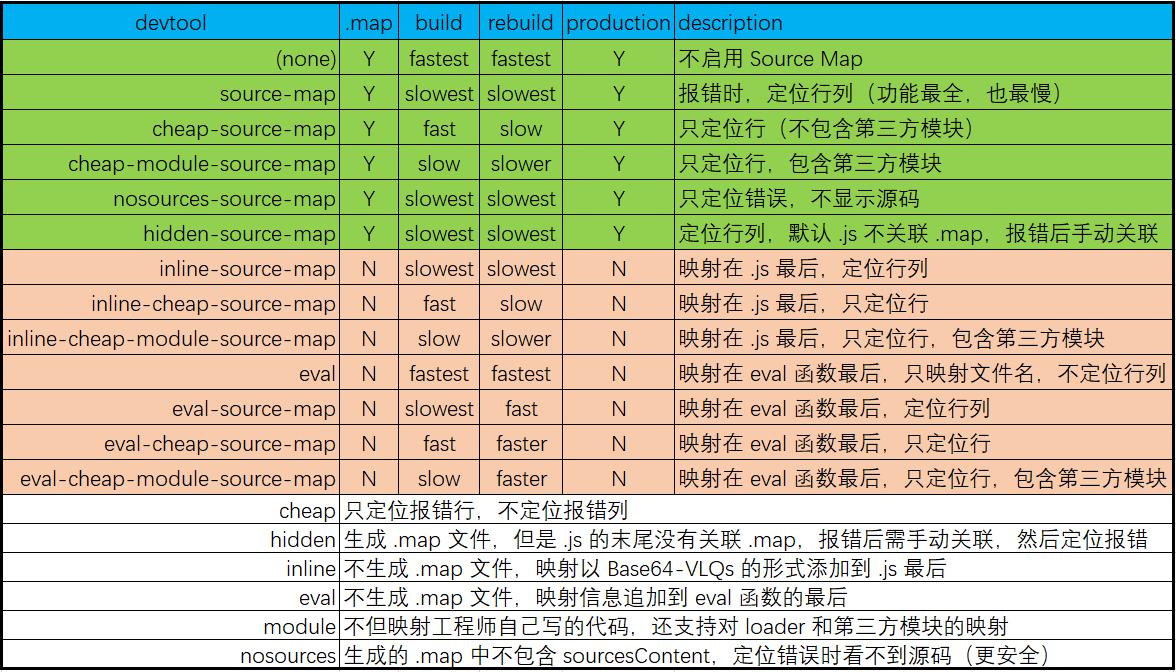 devtool .map build rebuild production description
(none) Y fastest fastest Y 不启用 Source Map
source-map Y slowest slowest Y 报错时，定位行列（功能最全，也最慢）
cheap-source-map Y fast slow Y 只定位行（不包含第三方模块）
cheap-module-source-map Y slow slower Y 只定位行，包含第三方模块
nosources-source-map Y slowest slowest Y 只定位错误，不显示源码
hidden-source-map Y slowest slowest Y 定位行列，默认 .js 不关联 .map，报错后手动关联
inline-source-map N slowest slowest N 映射在 .js 最后，定位行列
inline-cheap-source-map N fast slow N 映射在 .js 最后，只定位行
inline-cheap-module-source-map N slow slower N 映射在 .js 最后，只定位行，包含第三方模块
eval N fastest fastest N 映射在 eval 函数最后，只映射文件名，不定位行列
eval-source-map N slowest fast N 映射在 eval 函数最后，定位行列
eval-cheap-source-map N fast faster N 映射在 eval 函数最后，只定位行
eval-cheap-module-source-map N slow faster N 映射在 eval 函数最后，只定位行，包含第三方模块
cheap 只定位报错行，不定位报错列
hidden 生成 .map 文件，但是 .js 的末尾没有关联 .map，报错后需手动关联，然后定位报错
inline 不生成 .map 文件，映射以 Base64-VLQs 的形式添加到 .js 最后
eval 不生成 .map 文件，映射信息追加到 eval 函数的最后
module 不但映射工程师自己写的代码，还支持对 loader 和第三方模块的映射
nosources 生成的 .map 中不包含 sourcesContent，定位错误时看不到源码（更安全）